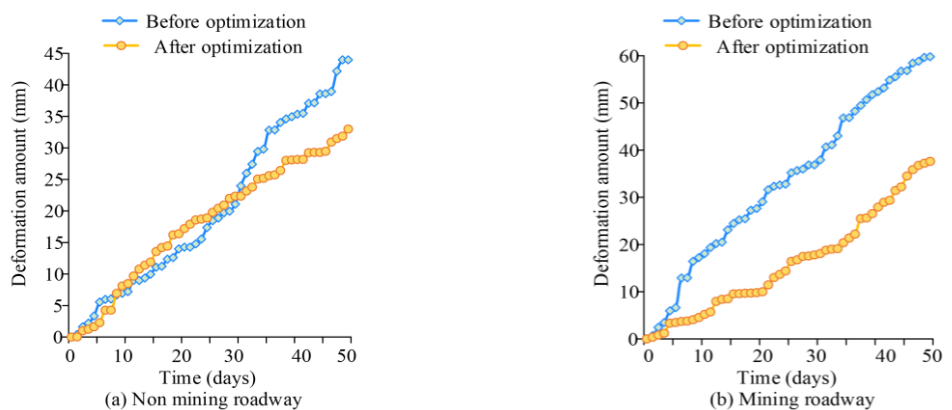 Before optimization
After optimization
Deformation amount (mm)
45
40
35
30
25
20
15
10
5
0
0 10 20 30 40 50
Time (days)
(a) Non mining roadway
Before optimization
After optimization
Deformation amount (mm)
60
50
40
30
20
10
0
0 10 20 30 40 50
Time (days)
(b) Mining roadway